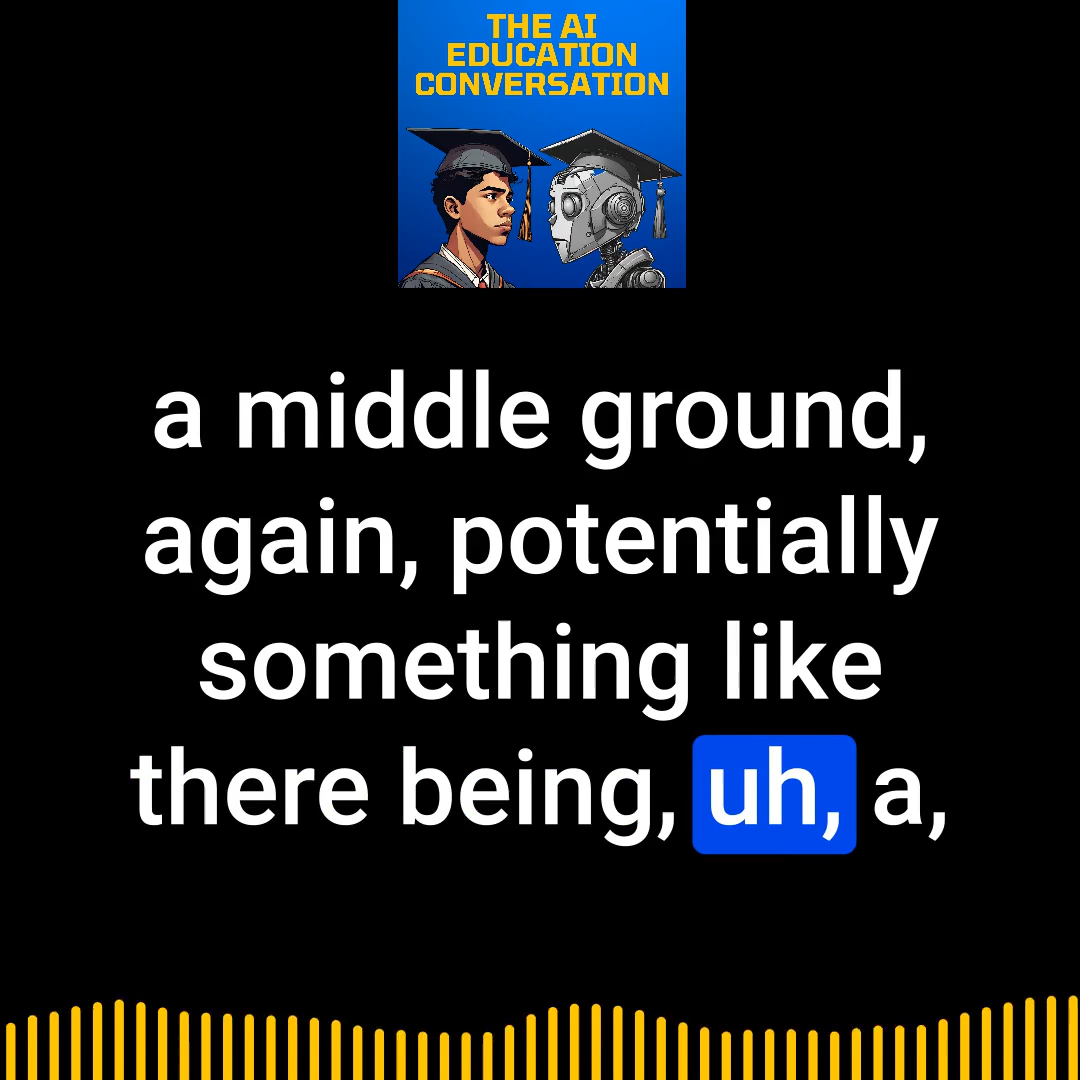 THE AI
EDUCATION
CONVERSATION
a middle ground,
again, potentially
something like
there being, uh, a,